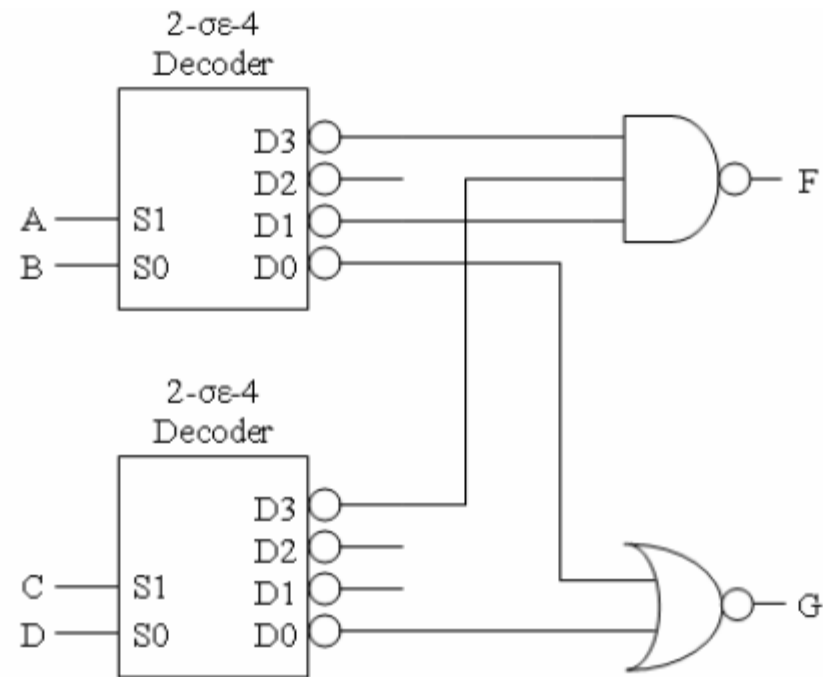 2-σε-4
Decoder
D3
D2
D1
D0
A
S1
B
S0
F
2-σε-4
Decoder
D3
D2
D1
D0
C
S1
D
S0
G